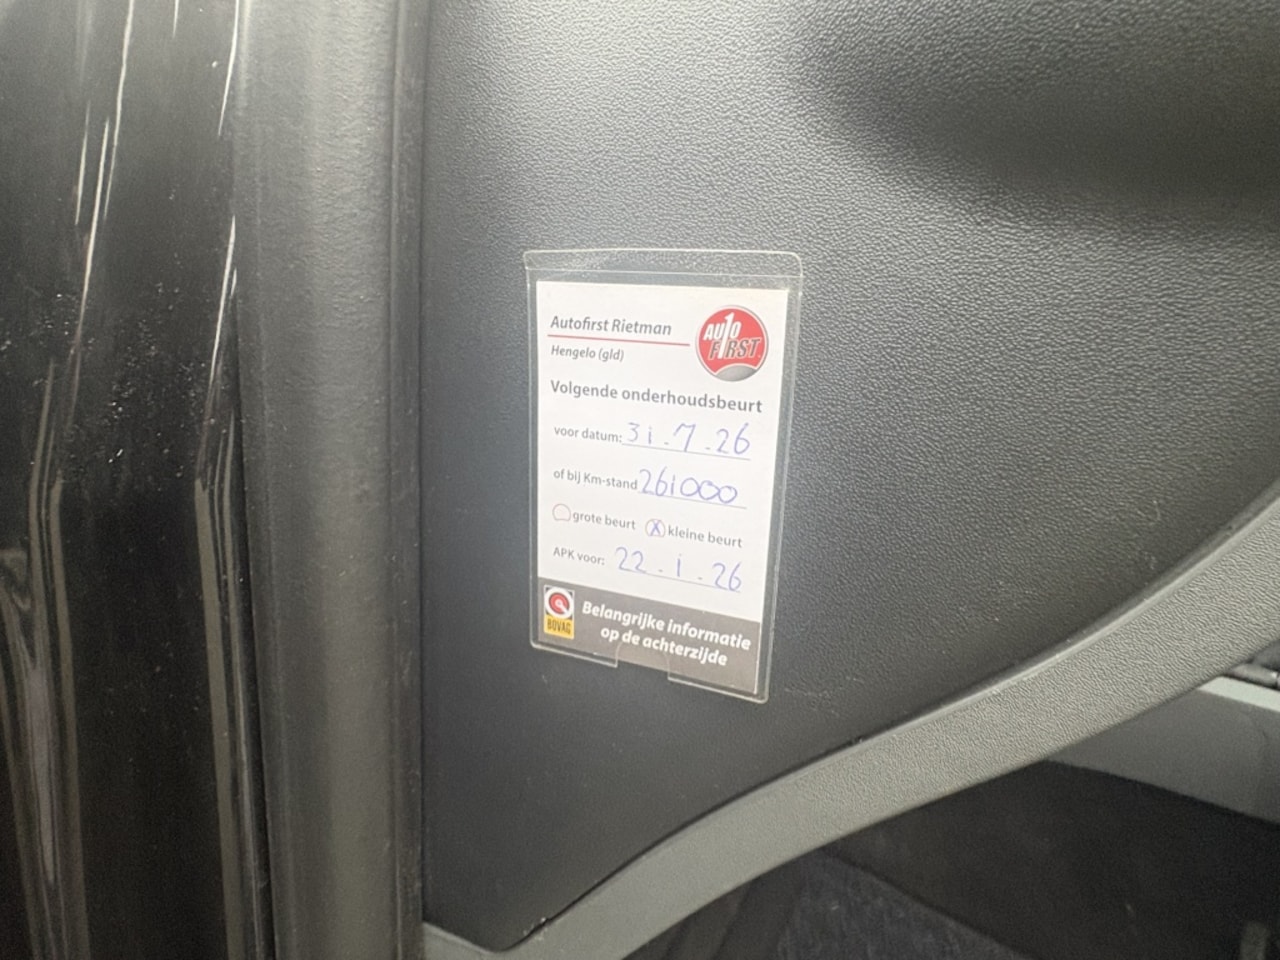 Autofirst Rietman
Hengelo (gld)
AUTO
F1RST
Volgende onderhoudsbeurt
voor datum: 31.7.26
of bij Km-stand 261000
grote beurt X kleine beurt
APK voor: 22.1.26
BOVAG
Belangrijke informatie
op de achterzijde